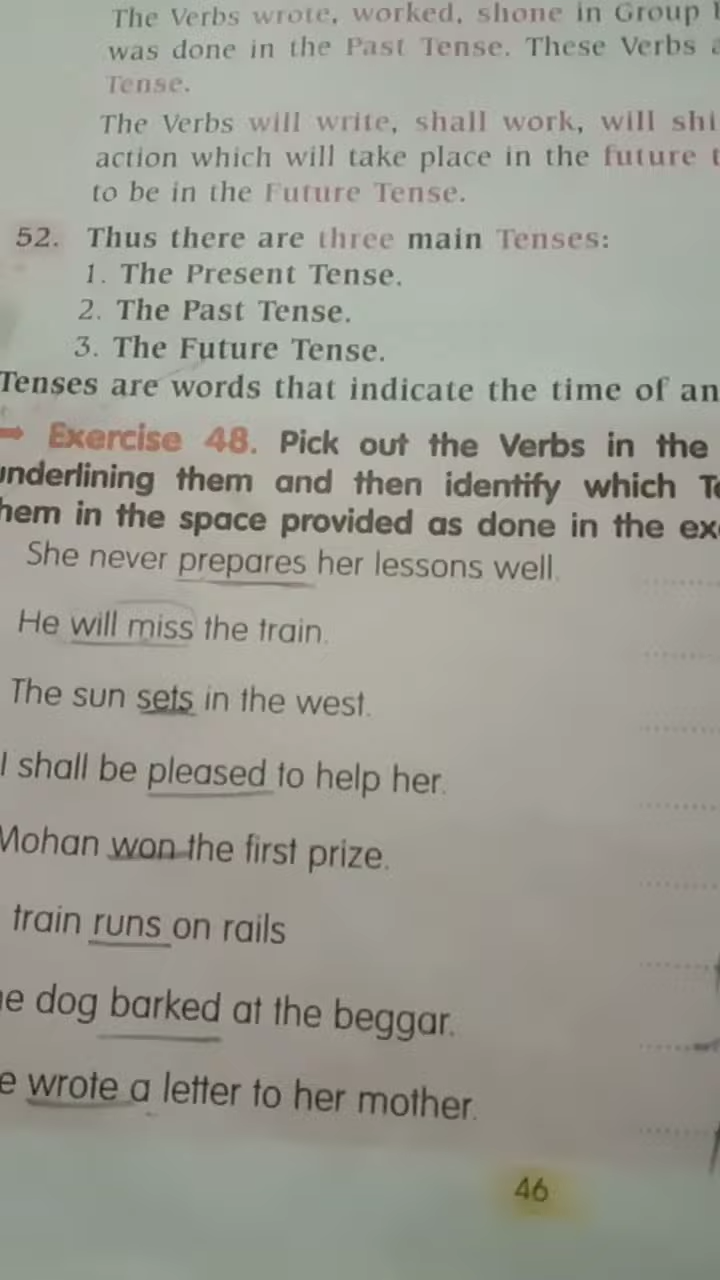 The Verbs wrote, worked, shone in Group
was done in the Past Tense. These Verbs
Tense.
The Verbs will write, shall work, will shi
action which will take place in the future t
to be in the Future Tense.
52. Thus there are three main Tenses:
1. The Present Tense.
2. The Past Tense.
3. The Future Tense.
Tenses are words that indicate the time of an
Exercise 48. Pick out the Verbs in the
underlining them and then identify which Te
hem in the space provided as done in the ex
She never prepares her lessons well.
He will miss the train.
The sun sets in the west.
I shall be pleased to help her.
Mohan won the first prize.
train runs on rails
e dog barked at the beggar.
e wrote a letter to her mother.
46